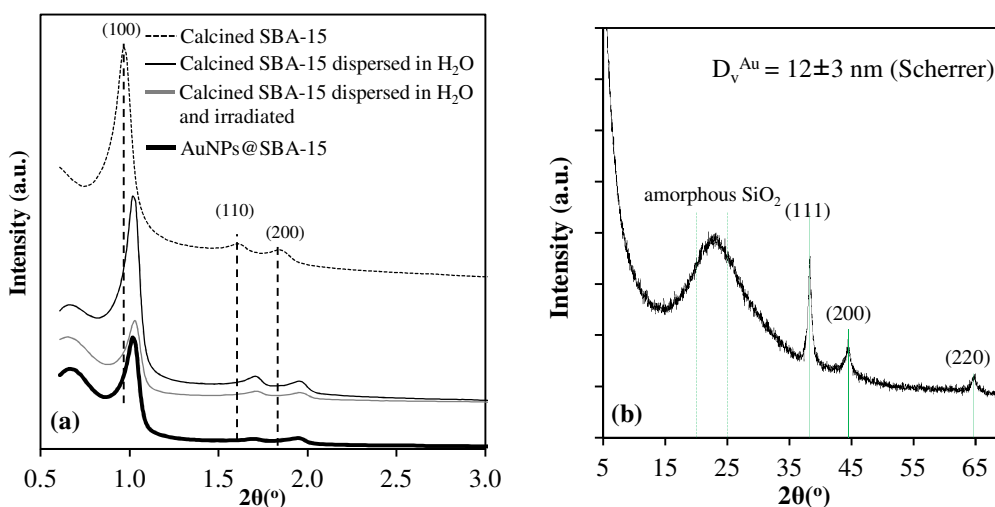 (100)
Calcined SBA-15
Calcined SBA-15 dispersed in H₂O
Calcined SBA-15 dispersed in H₂O
and irradiated
AuNPs@SBA-15
(110)
(200)
Intensity (a.u.)
(a)
0.5 1.0 1.5 2.0 2.5 3.0
2θ(°)
Dᵥᴬᵘ = 12±3 nm (Scherrer)
amorphous SiO₂
(111)
(200)
(220)
Intensity (a.u.)
(b)
5 15 25 35 45 55 65
2θ(°)